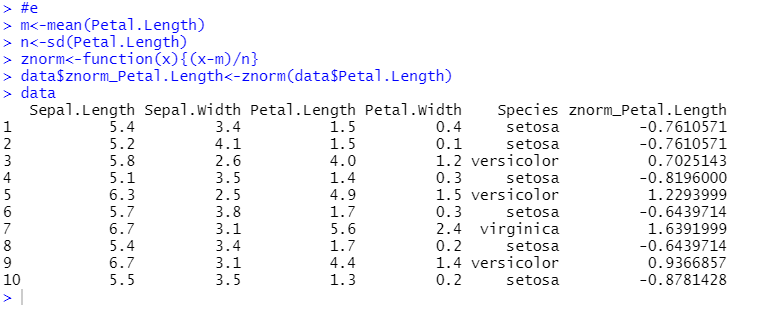 > #e
> m<-mean(Petal.Length)
> n<-sd(Petal.Length)
> znorm<-function(x){(x-m)/n}
> data$znorm_Petal.Length<-znorm(data$Petal.Length)
> data
   Sepal.Length Sepal.Width Petal.Length Petal.Width    Species znorm_Petal.Length
1           5.4         3.4          1.5         0.4     setosa         -0.7610571
2           5.2         4.1          1.5         0.1     setosa         -0.7610571
3           5.8         2.6          4.0         1.2 versicolor          0.7025143
4           5.1         3.5          1.4         0.3     setosa         -0.8196000
5           6.3         2.5          4.9         1.5 versicolor          1.2293999
6           5.7         3.8          1.7         0.3     setosa         -0.6439714
7           6.7         3.1          5.6         2.4  virginica          1.6391999
8           5.4         3.4          1.7         0.2     setosa         -0.6439714
9           6.7         3.1          4.4         1.4 versicolor          0.9366857
10          5.5         3.5          1.3         0.2     setosa         -0.8781428
>